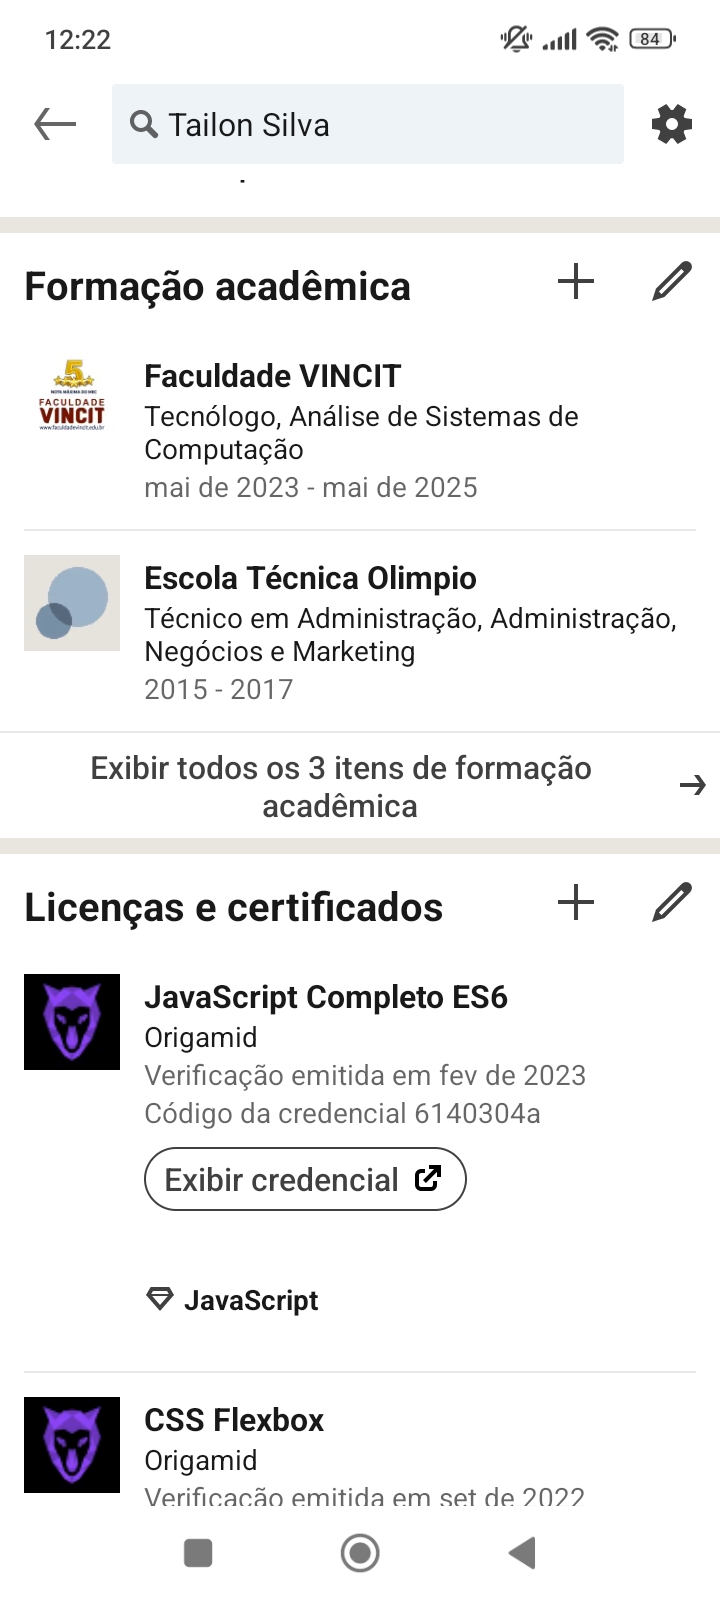 12:22
84
Tailon Silva
Formação acadêmica
5
NOTA MÁXIMA DO MEC
FACULDADE
VINCIT
www.faculdadevincit.edu.br
Faculdade VINCIT
Tecnólogo, Análise de Sistemas de
Computação
mai de 2023 - mai de 2025
Escola Técnica Olimpio
Técnico em Administração, Administração,
Negócios e Marketing
2015 - 2017
Exibir todos os 3 itens de formação
acadêmica
Licenças e certificados
JavaScript Completo ES6
Origamid
Verificação emitida em fev de 2023
Código da credencial 6140304a
Exibir credencial
JavaScript
CSS Flexbox
Origamid
Verificação emitida em set de 2022